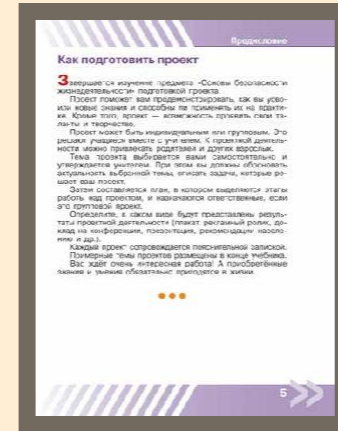 Предисловие
Как подготовить проект
Завершается изучение предмета «Основы безопасности
жизнедеятельности» подготовкой проекта.
Проект поможет вам продемонстрировать, как вы усво-
или новые знания и способны ли применять их на практи-
ке. Кроме того, проект — возможность проявить свои та-
ланты и творчество.
Проект может быть индивидуальным или групповым. Это
решают учащиеся вместе с учителем. К проектной деятель-
ности можно привлекать родителей и других взрослых.
Тема проекта выбирается вами самостоятельно и
утверждается учителем. При этом вы должны обосновать
актуальность выбранной темы, описать задачи, которые ре-
шает ваш проект.
Затем составляется план, в котором выделяются этапы
работы над проектом, и назначаются ответственные, если
это групповой проект.
Определите, в каком виде будет представлены резуль-
таты проектной деятельности (плакат, рекламный ролик, до-
клад на конференции, презентация, рекомендации населе-
нию и др.).
Каждый проект сопровождается пояснительной запиской.
Примерные темы проектов размещены в конце учебника.
Вас ждёт очень интересная работа! А приобретённые
знания и умения обязательно пригодятся в жизни.
5